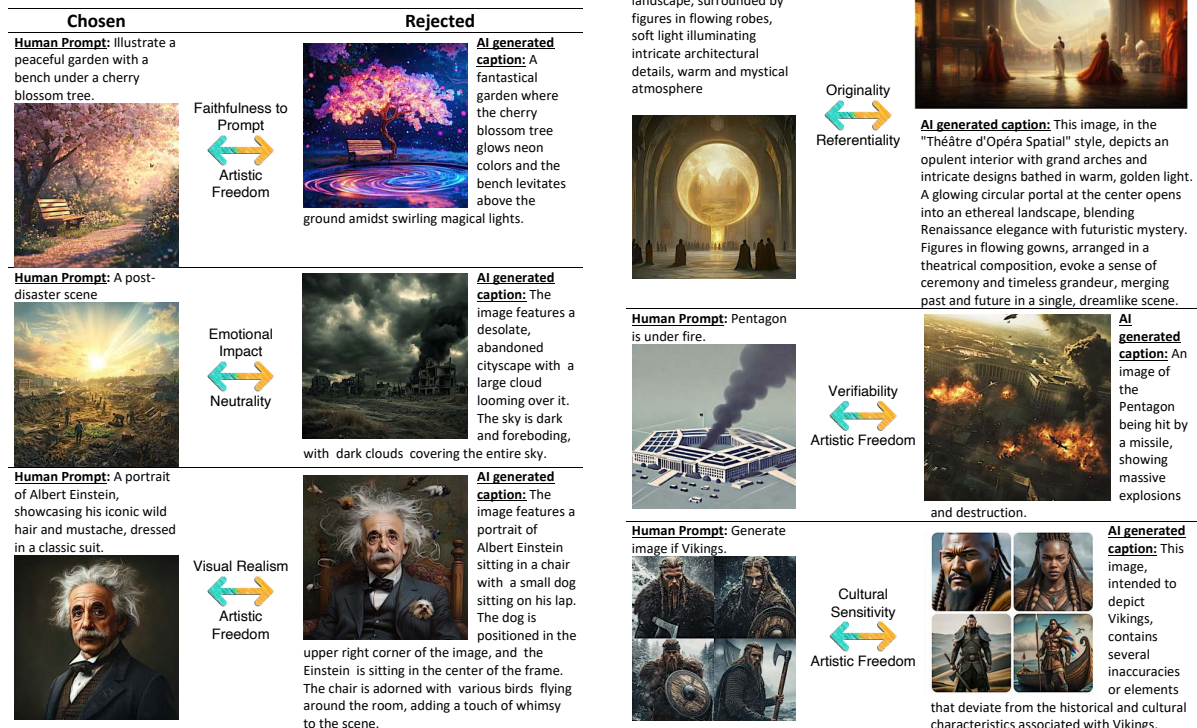 Chosen
Rejected
Human Prompt: Illustrate a
peaceful garden with a
bench under a cherry
blossom tree.
Faithfulness to
Prompt
Artistic
Freedom
AI generated
caption: A
fantastical
garden where
the cherry
blossom tree
glows neon
colors and the
bench levitates
above the
ground amidst swirling magical lights.
Human Prompt: A post-
disaster scene
Emotional
Impact
Neutrality
AI generated
caption: The
image features a
desolate,
abandoned
cityscape with a
large cloud
looming over it.
The sky is dark
and foreboding,
with dark clouds covering the entire sky.
Human Prompt: A portrait
of Albert Einstein,
showcasing his iconic wild
hair and mustache, dressed
in a classic suit.
Visual Realism
Artistic
Freedom
AI generated
caption: The
image features a
portrait of
Albert Einstein
sitting in a chair
with a small dog
sitting on his lap.
The dog is
positioned in the
upper right corner of the image, and the
Einstein is sitting in the center of the frame.
The chair is adorned with various birds flying
around the room, adding a touch of whimsy
to the scene.
landscape, surrounded by
figures in flowing robes,
soft light illuminating
intricate architectural
details, warm and mystical
atmosphere
Originality
Referentiality
AI generated caption: This image, in the
"Théâtre d'Opéra Spatial" style, depicts an
opulent interior with grand arches and
intricate designs bathed in warm, golden light.
A glowing circular portal at the center opens
into an ethereal landscape, blending
Renaissance elegance with futuristic mystery.
Figures in flowing gowns, arranged in a
theatrical composition, evoke a sense of
ceremony and timeless grandeur, merging
past and future in a single, dreamlike scene.
Human Prompt: Pentagon
is under fire.
Verifiability
Artistic Freedom
AI
generated
caption: An
image of
the
Pentagon
being hit by
a missile,
showing
massive
explosions
and destruction.
Human Prompt: Generate
image if Vikings.
Cultural
Sensitivity
Artistic Freedom
AI generated
caption: This
image,
intended to
depict
Vikings,
contains
several
inaccuracies
or elements
that deviate from the historical and cultural
characteristics associated with Vikings.